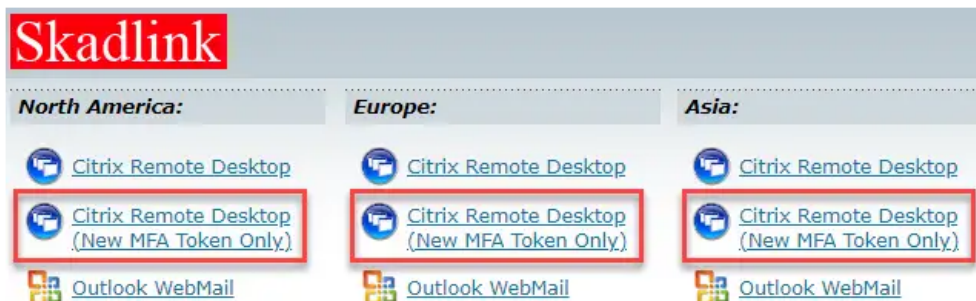 Skadlink
North America:
Citrix Remote Desktop
Citrix Remote Desktop
(New MFA Token Only)
Outlook WebMail
Europe:
Citrix Remote Desktop
Citrix Remote Desktop
(New MFA Token Only)
Outlook WebMail
Asia:
Citrix Remote Desktop
Citrix Remote Desktop
(New MFA Token Only)
Outlook WebMail